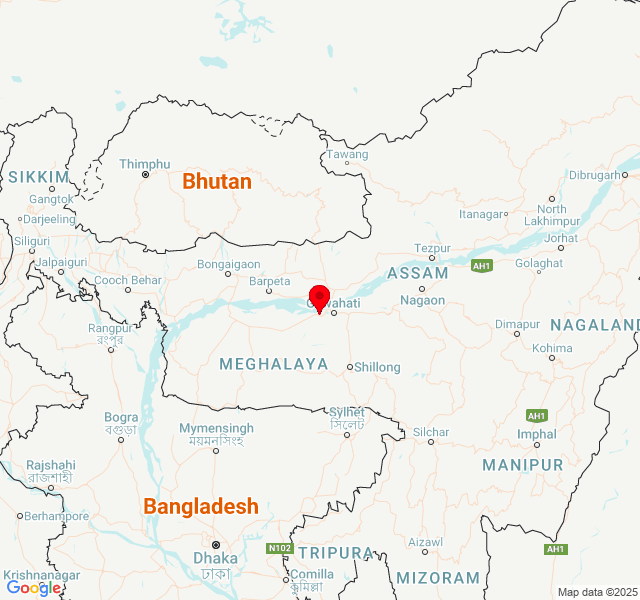 Tawang
Thimphu
SIKKIM
Bhutan
Dibrugarh
Gangtok
North
Lakhimpur
Itanagar
Darjeeling
Siliguri
Jorhat
Tezpur
Jalpaiguri
Bongaigaon
ASSAM
AH1
Golaghat
Cooch Behar
Barpeta
Nagaon
Rangpur
রংপুর
Dimapur
NAGALAND
Kohima
MEGHALAYA
Shillong
Bogra
বগুড়া
Mymensingh
ময়মনসিংহ
Sylhet
সিলেট
AH1
Silchar
Imphal
Rajshahi
রাজশাহী
MANIPUR
Bangladesh
Berhampore
Dhaka
ঢাকা
N102
TRIPURA
Aizawl
AH1
Krishnanagar
Comilla
কুমিল্লা
MIZORAM
Google
Map data ©2025